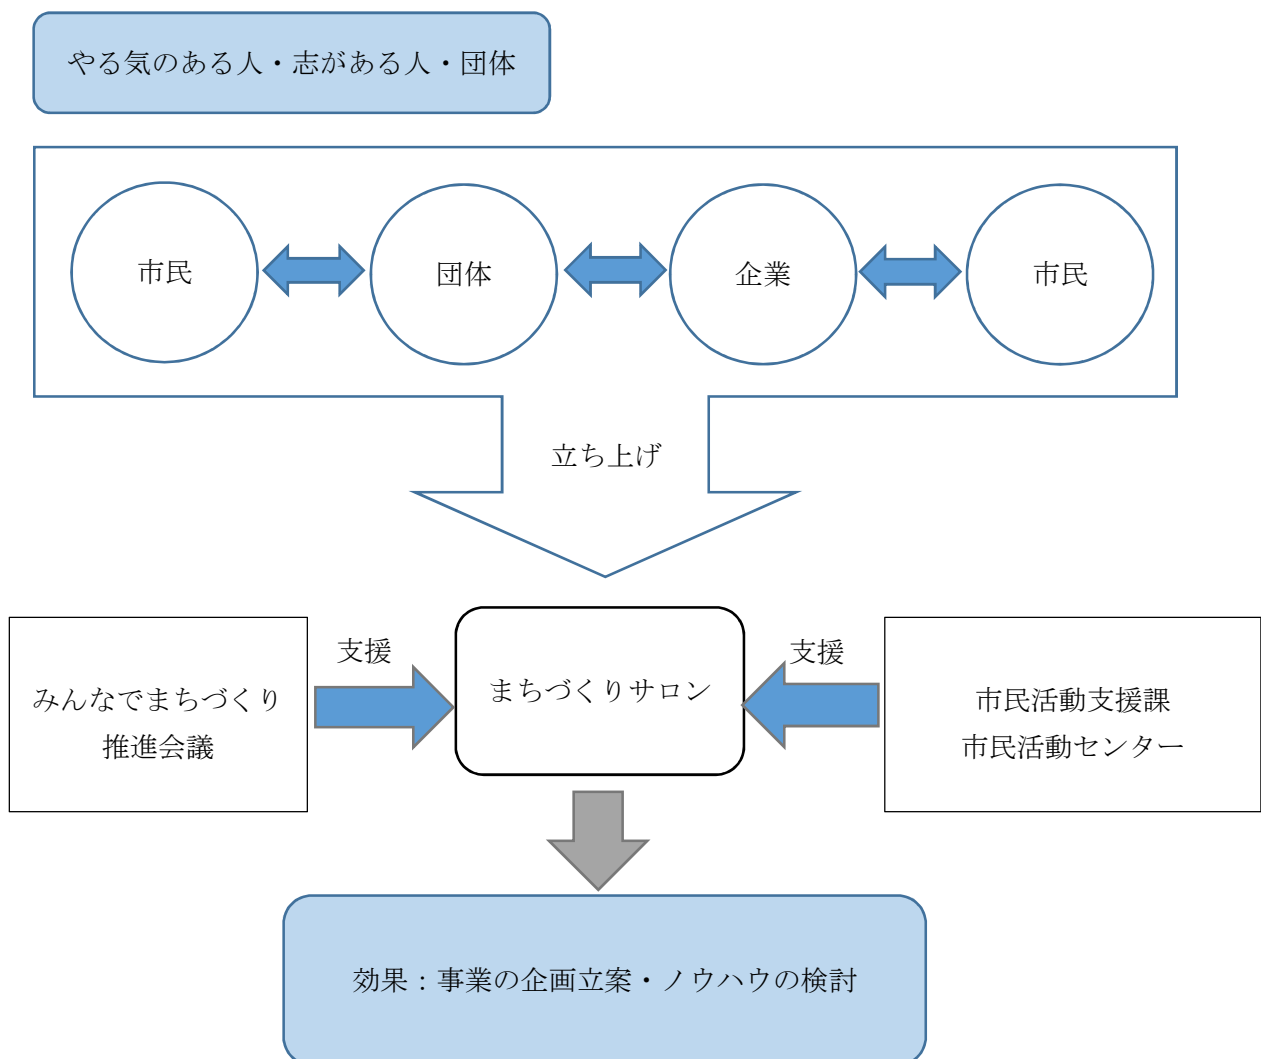 やる気のある人・志がある人・団体
市民
団体
企業
市民
立ち上げ
支援
支援
みんなでまちづくり
推進会議
まちづくりサロン
市民活動支援課
市民活動センター
効果：事業の企画立案・ノウハウの検討